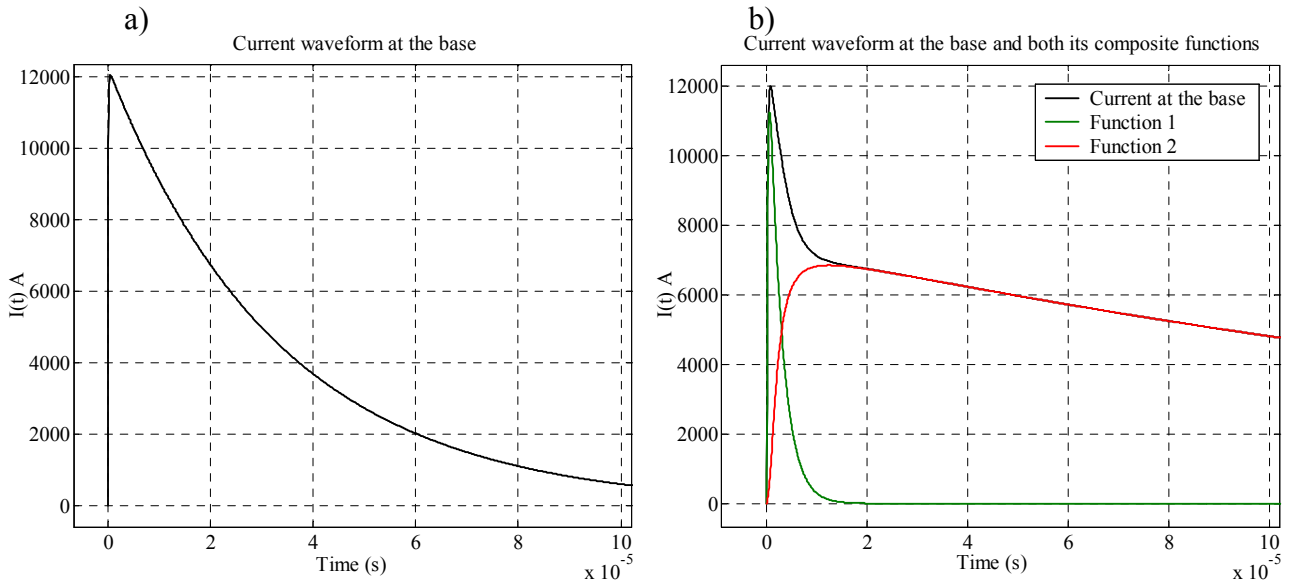 a)
Current waveform at the base
I(t) A
12000
10000
8000
6000
4000
2000
0
0 2 4 6 8 10
Time (s)
x 10^-5
b)
Current waveform at the base and both its composite functions
I(t) A
12000
10000
8000
6000
4000
2000
0
Current at the base
Function 1
Function 2
0 2 4 6 8 10
Time (s)
x 10^-5